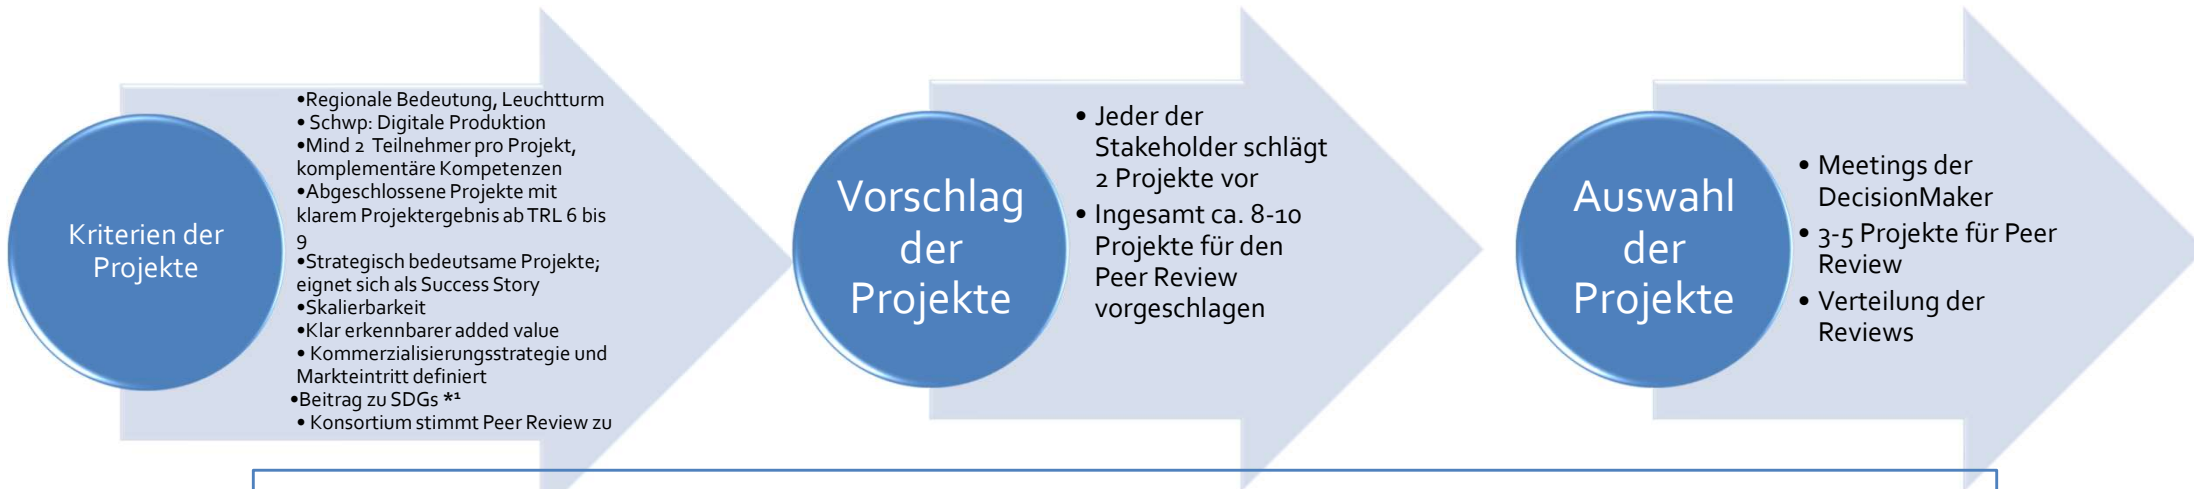 Kriterien der
Projekte
•Regionale Bedeutung, Leuchtturm
• Schwp: Digitale Produktion
•Mind 2 Teilnehmer pro Projekt,
komplementäre Kompetenzen
•Abgeschlossene Projekte mit
klarem Projektergebnis ab TRL 6 bis
9
•Strategisch bedeutsame Projekte;
eignet sich als Success Story
•Skalierbarkeit
•Klar erkennbarer added value
• Kommerzialisierungsstrategie und
Markteintritt definiert
•Beitrag zu SDGs *¹
• Konsortium stimmt Peer Review zu
Vorschlag
der
Projekte
• Jeder der
Stakeholder schlägt
2 Projekte vor
• Ingesamt ca. 8-10
Projekte für den
Peer Review
vorgeschlagen
Auswahl
der
Projekte
• Meetings der
DecisionMaker
• 3-5 Projekte für Peer
Review
• Verteilung der
Reviews